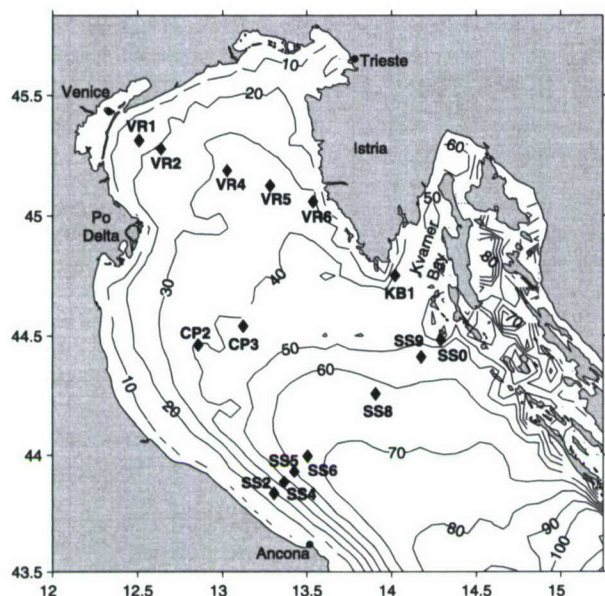 10
Trieste
Venice
45.5
20
VR1
VR2
60
Istria
VR4
VR5
50
VR6
45
Po
Delta
Kvarner
Bay
80
40
30
KB1
70
CP2
CP3
SS9
SS0
44.5
50
10
60
SS8
20
44
SS5
SS6
70
SS2
SS4
80
90
100
Ancona
43.5
12
12.5
13
13.5
14
14.5
15